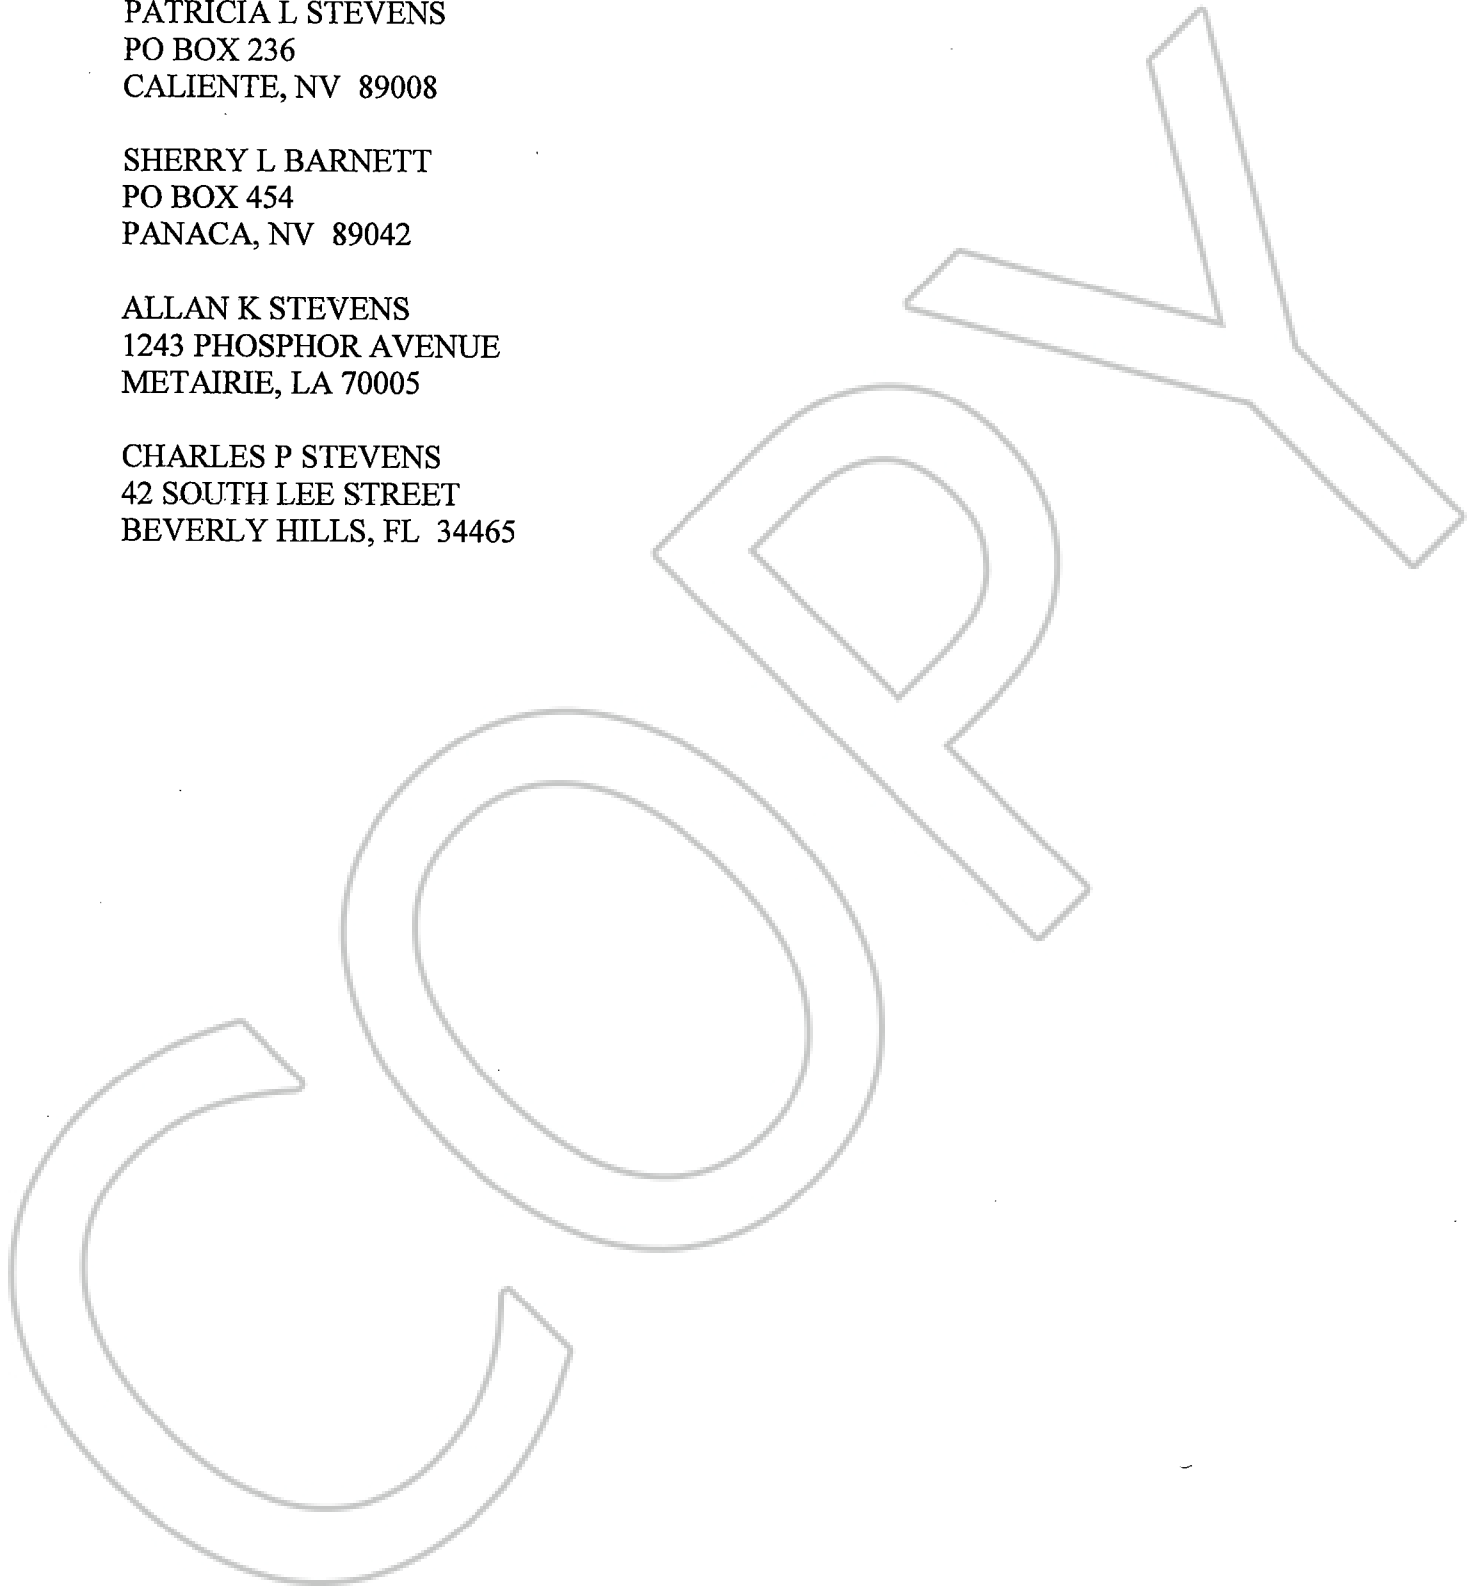 PATRICIA L STEVENS
PO BOX 236
CALIENTE, NV 89008
SHERRY L BARNETT
PO BOX 454
PANACA, NV 89042
ALLAN K STEVENS
1243 PHOSPHOR AVENUE
METAIRIE, LA 70005
CHARLES P STEVENS
42 SOUTH LEE STREET
BEVERLY HILLS, FL 34465
COPY